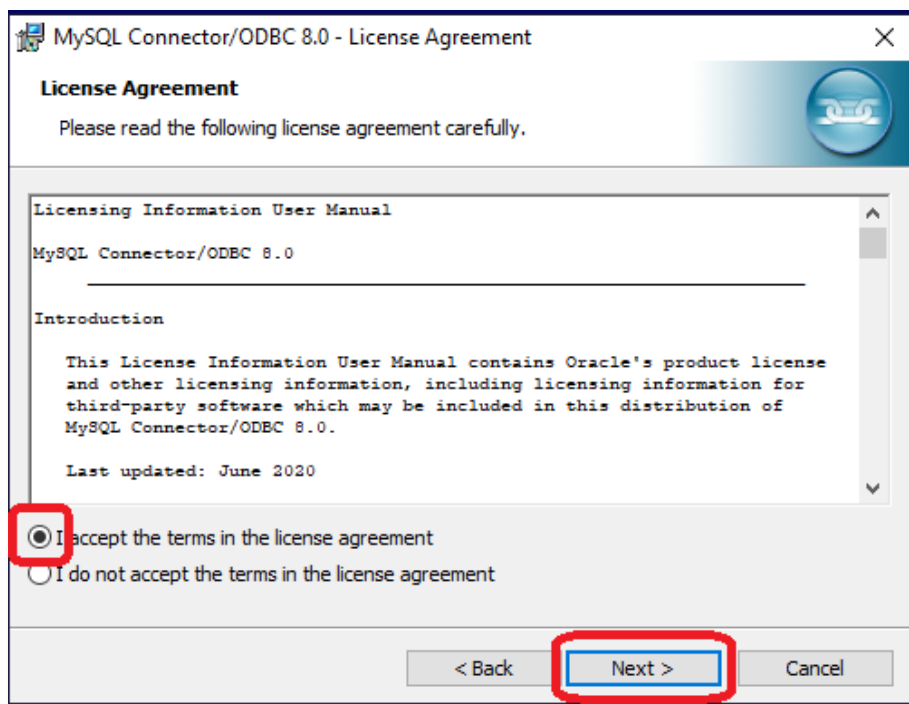 MySQL Connector/ODBC 8.0 - License Agreement
License Agreement
Please read the following license agreement carefully.
Licensing Information User Manual
MySQL Connector/ODBC 8.0
Introduction
This License Information User Manual contains Oracle's product license
and other licensing information, including licensing information for
third-party software which may be included in this distribution of
MySQL Connector/ODBC 8.0.
Last updated: June 2020
I accept the terms in the license agreement
I do not accept the terms in the license agreement
< Back Next > Cancel